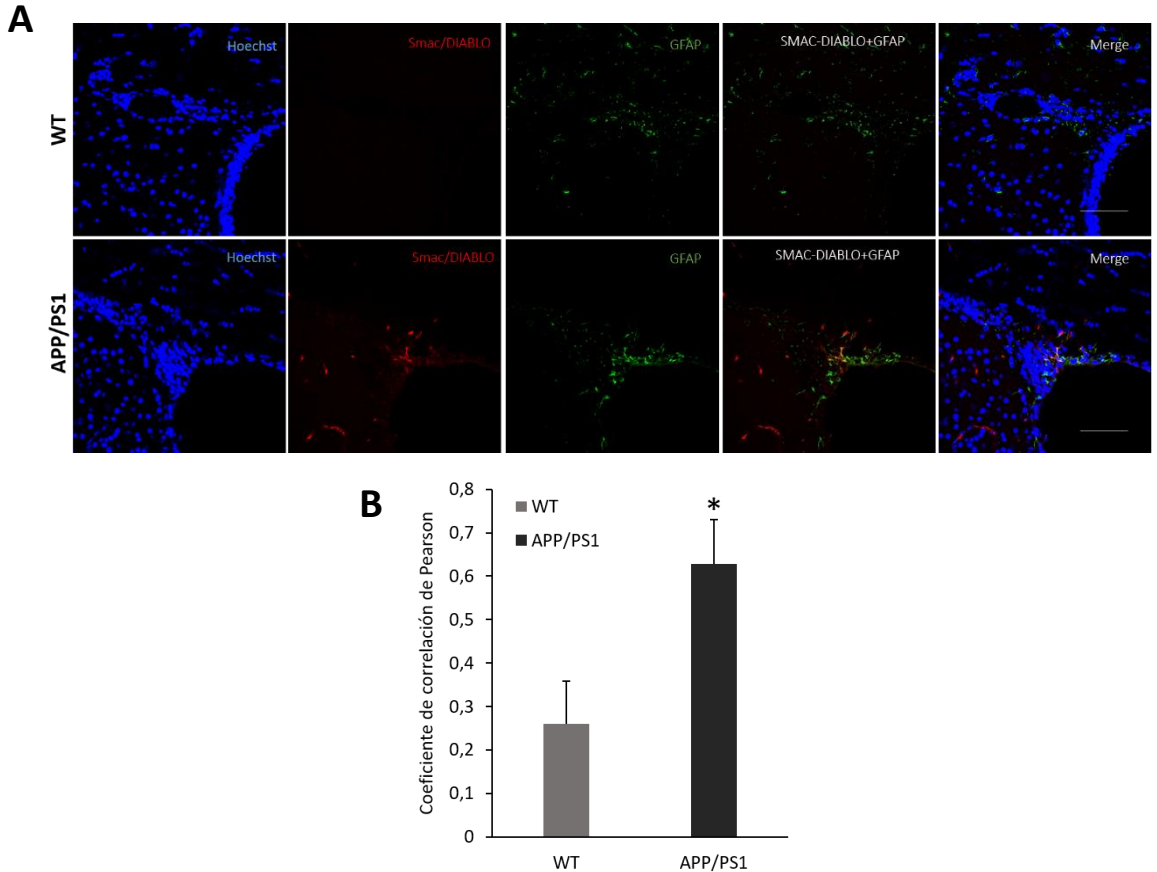 A
WT
Hoechst
Smac/DIABLO
GFAP
SMAC-DIABLO+GFAP
Merge
APP/PS1
Hoechst
Smac/DIABLO
GFAP
SMAC-DIABLO+GFAP
Merge
B
Coeficiente de correlación de Pearson
0,8
0,7
0,6
0,5
0,4
0,3
0,2
0,1
0
WT
APP/PS1
*
WT
APP/PS1